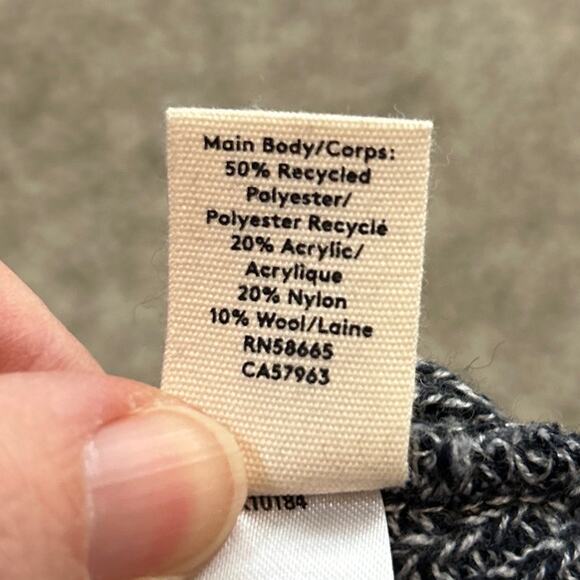 Main Body/Corps:
50% Recycled
Polyester/
Polyester Recyclé
20% Acrylic/
Acrylique
20% Nylon
10% Wool/Laine
RN58665
CA57963